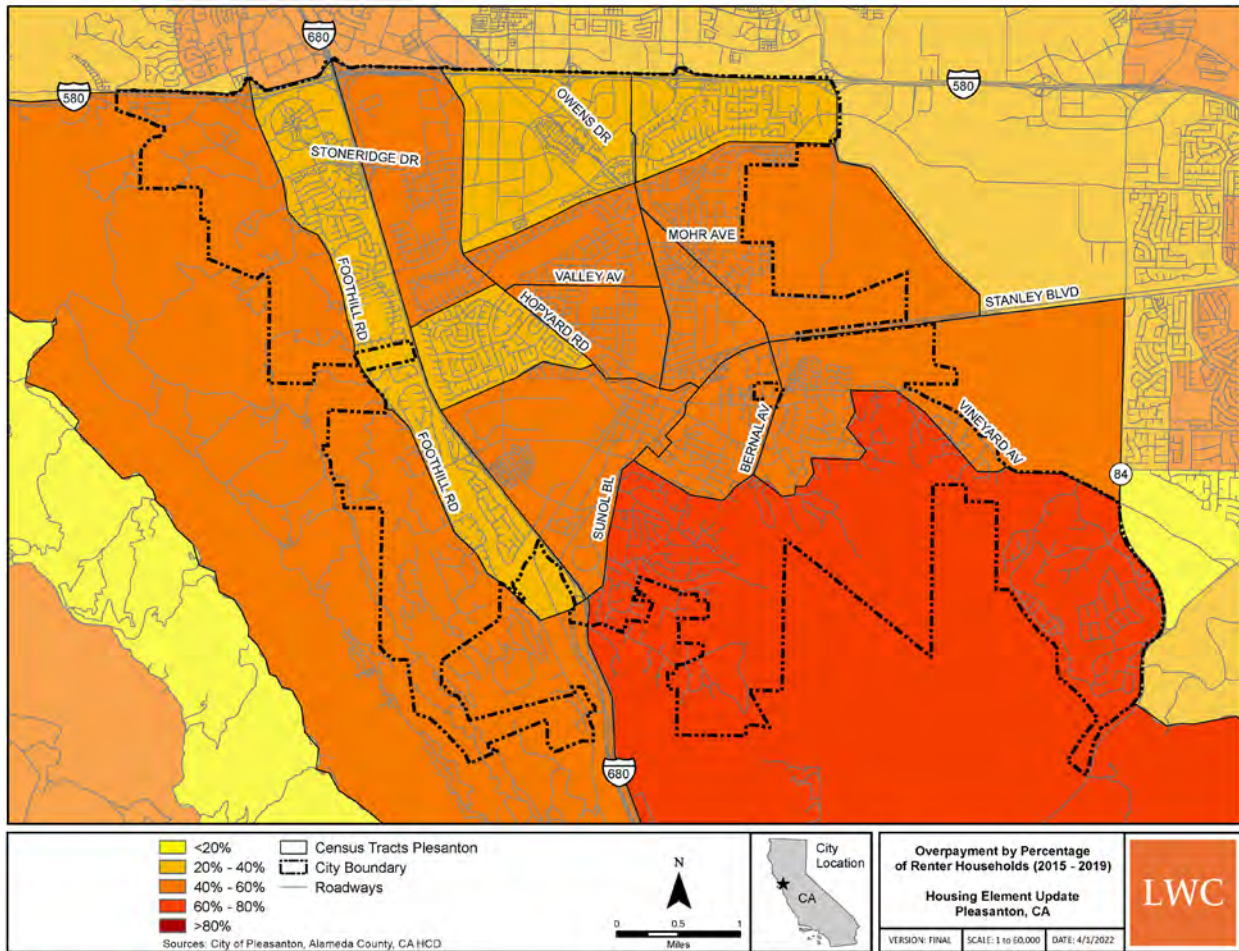 680
580
580
OWENS DR
STONERIDGE DR
MOHR AVE
VALLEY AV
STANLEY BLVD
FOOTHILL RD
HOPYARD RD
BERNAL AV
VINEYARD AV
84
FOOTHILL RD
SUNOL BL
680
<20%
20% - 40%
40% - 60%
60% - 80%
>80%
Census Tracts Plesanton
City Boundary
Roadways
Sources: City of Pleasanton, Alameda County, CA HCD
N
0 0.5 1
Miles
City
Location
CA
Overpayment by Percentage
of Renter Households (2015 - 2019)
Housing Element Update
Pleasanton, CA
VERSION: FINAL SCALE: 1 to 60,000 DATE: 4/1/2022
LWC